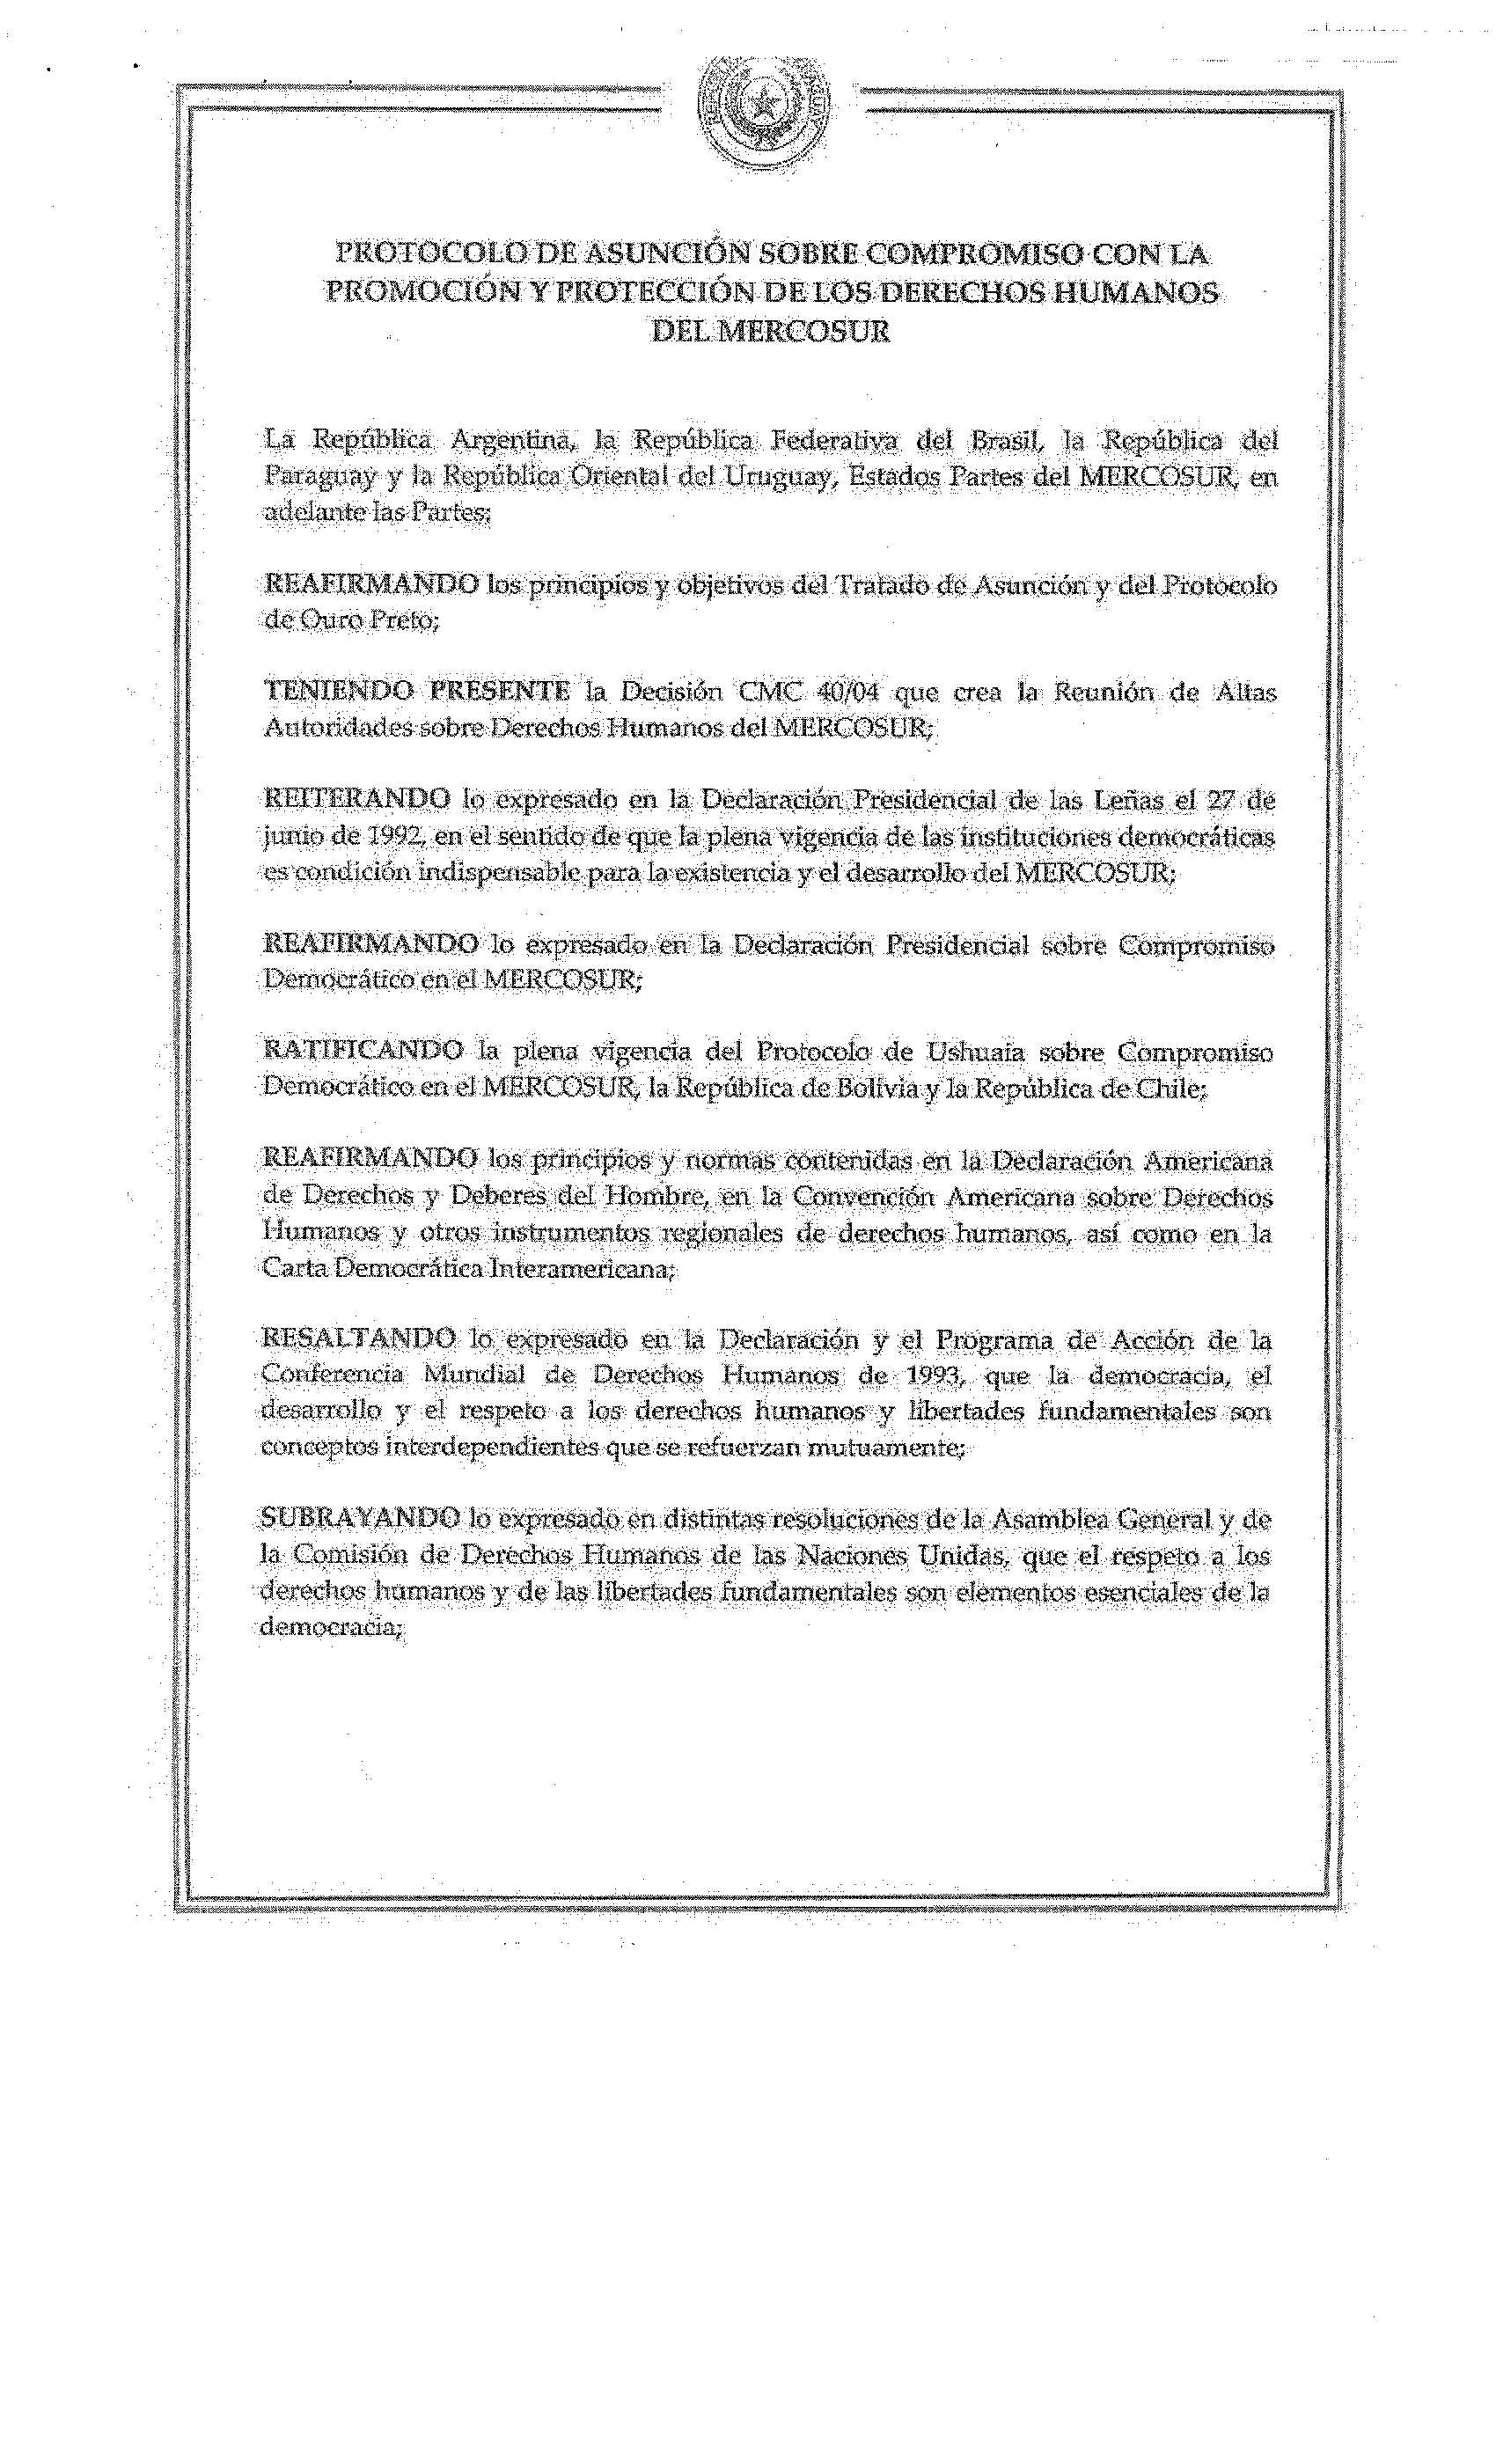 PROTOCOLO DE ASUNCIÓN SOBRE COMPROMISO CON LA
PROMOCIÓN Y PROTECCIÓN DE LOS DERECHOS HUMANOS
DEL MERCOSUR
La República Argentina, la República Federativa del Brasil, la República del
Paraguay y la República Oriental del Uruguay, Estados Partes del MERCOSUR, en
adelante las Partes;
REAFIRMANDO los principios y objetivos del Tratado de Asunción y del Protocolo
de Ouro Preto;
TENIENDO PRESENTE la Decisión CMC 40/04 que crea la Reunión de Altas
Autoridades sobre Derechos Humanos del MERCOSUR;
REITERANDO lo expresado en la Declaración Presidencial de las Leñas el 27 de
junio de 1992, en el sentido de que la plena vigencia de las instituciones democráticas
es condición indispensable para la existencia y el desarrollo del MERCOSUR;
REAFIRMANDO lo expresado en la Declaración Presidencial sobre Compromiso
Democrático en el MERCOSUR;
RATIFICANDO la plena vigencia del Protocolo de Ushuaia sobre Compromiso
Democrático en el MERCOSUR, la República de Bolivia y la República de Chile;
REAFIRMANDO los principios y normas contenidas en la Declaración Americana
de Derechos y Deberes del Hombre, en la Convención Americana sobre Derechos
Humanos y otros instrumentos regionales de derechos humanos, así como en la
Carta Democrática Interamericana;
RESALTANDO lo expresado en la Declaración y el Programa de Acción de la
Conferencia Mundial de Derechos Humanos de 1993, que la democracia, el
desarrollo y el respeto a los derechos humanos y libertades fundamentales son
conceptos interdependientes que se refuerzan mutuamente;
SUBRAYANDO lo expresado en distintas resoluciones de la Asamblea General y de
la Comisión de Derechos Humanos de las Naciones Unidas, que el respeto a los
derechos humanos y de las libertades fundamentales son elementos esenciales de la
democracia;